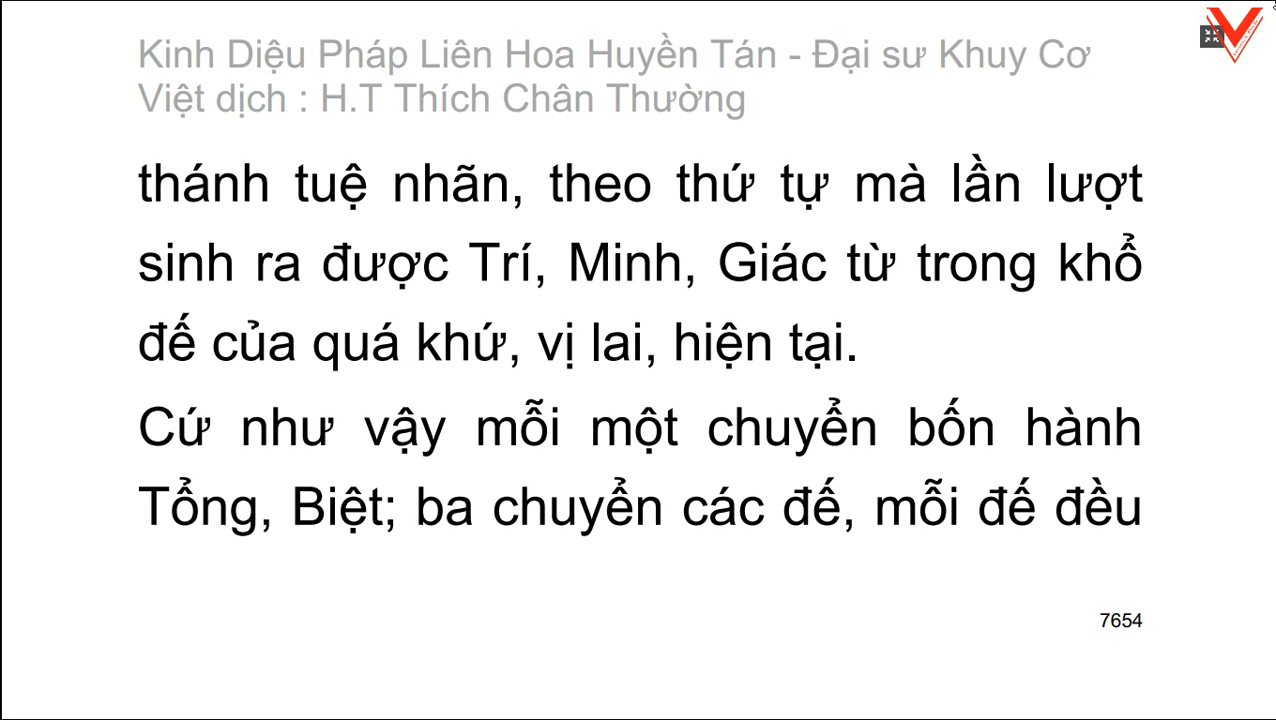 Kinh Diệu Pháp Liên Hoa Huyền Tán - Đại sư Khuy Cơ
Việt dịch : H.T Thích Chân Thường
thánh tuệ nhãn, theo thứ tự mà lần lượt
sinh ra được Trí, Minh, Giác từ trong khổ
đế của quá khứ, vị lai, hiện tại.
Cứ như vậy mỗi một chuyển bốn hành
Tổng, Biệt; ba chuyển các đế, mỗi đế đều
7654